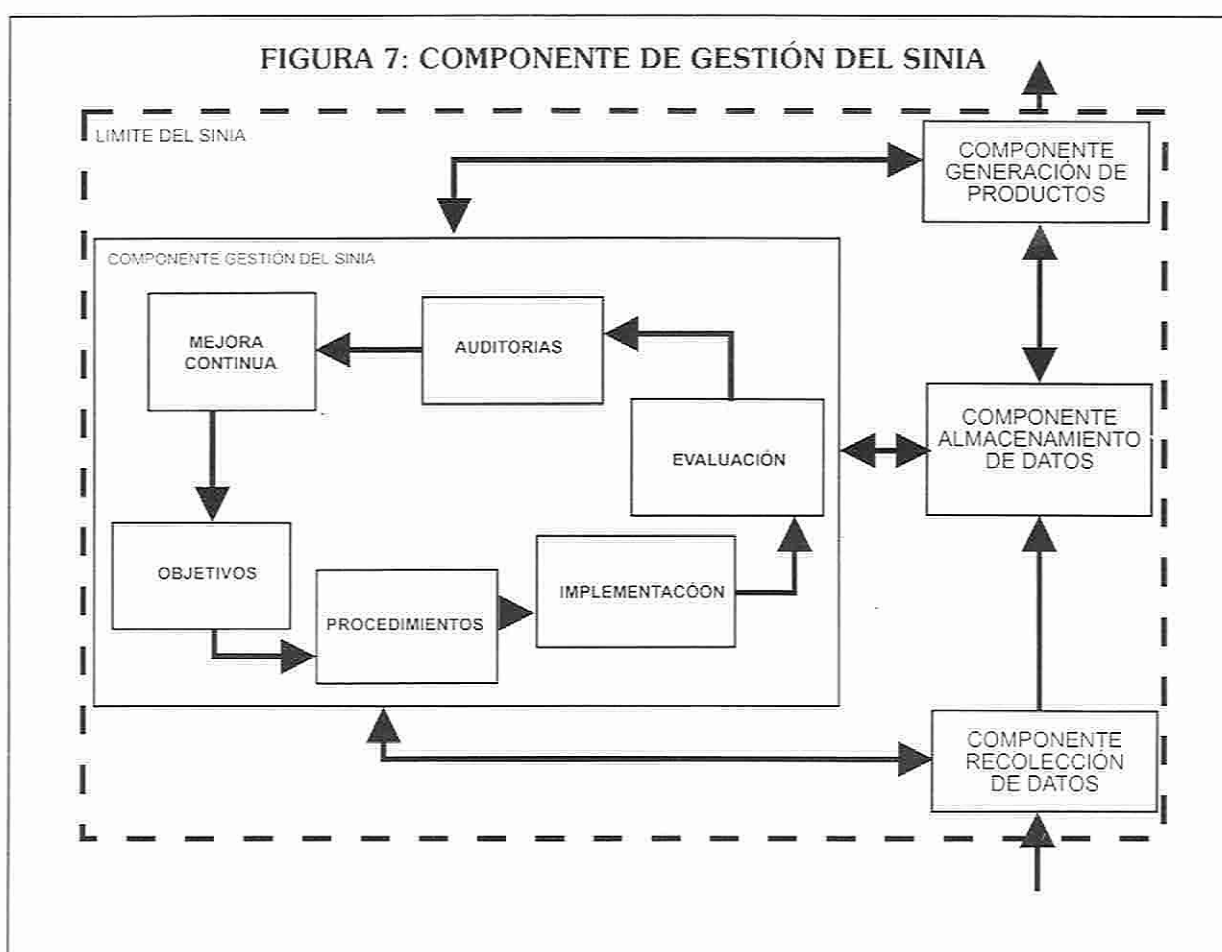 FIGURA 7: COMPONENTE DE GESTIÓN DEL SINIA
LIMITE DEL SINIA
COMPONENTE
GENERACIÓN DE
PRODUCTOS
COMPONENTE GESTIÓN DEL SINIA
MEJORA
CONTINUA
AUDITORIAS
COMPONENTE
ALMACENAMIENTO
DE DATOS
EVALUACIÓN
OBJETIVOS
PROCEDIMIENTOS
IMPLEMENTACÓON
COMPONENTE
RECOLECCIÓN
DE DATOS